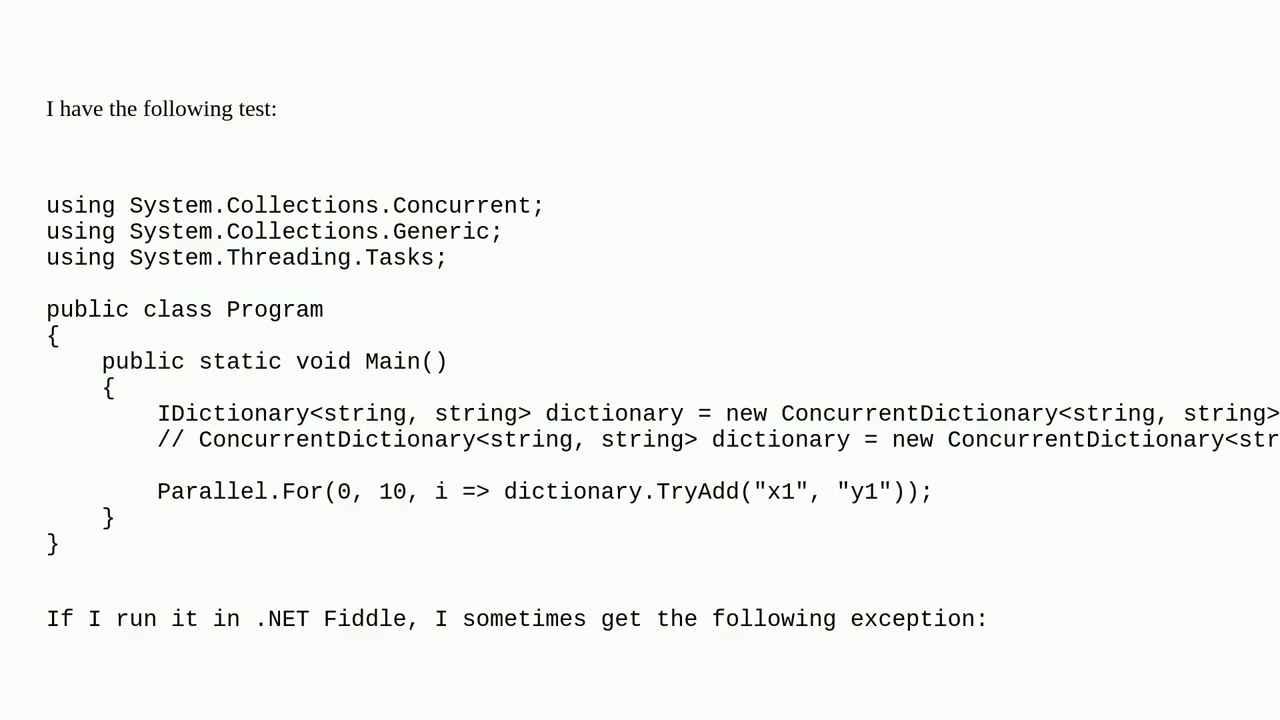 I have the following test:
using System.Collections.Concurrent;
using System.Collections.Generic;
using System.Threading.Tasks;
public class Program
{
    public static void Main()
    {
        IDictionary<string, string> dictionary = new ConcurrentDictionary<string, string>
        // ConcurrentDictionary<string, string> dictionary = new ConcurrentDictionary<str
        Parallel.For(0, 10, i => dictionary.TryAdd("x1", "y1"));
    }
}
If I run it in .NET Fiddle, I sometimes get the following exception: